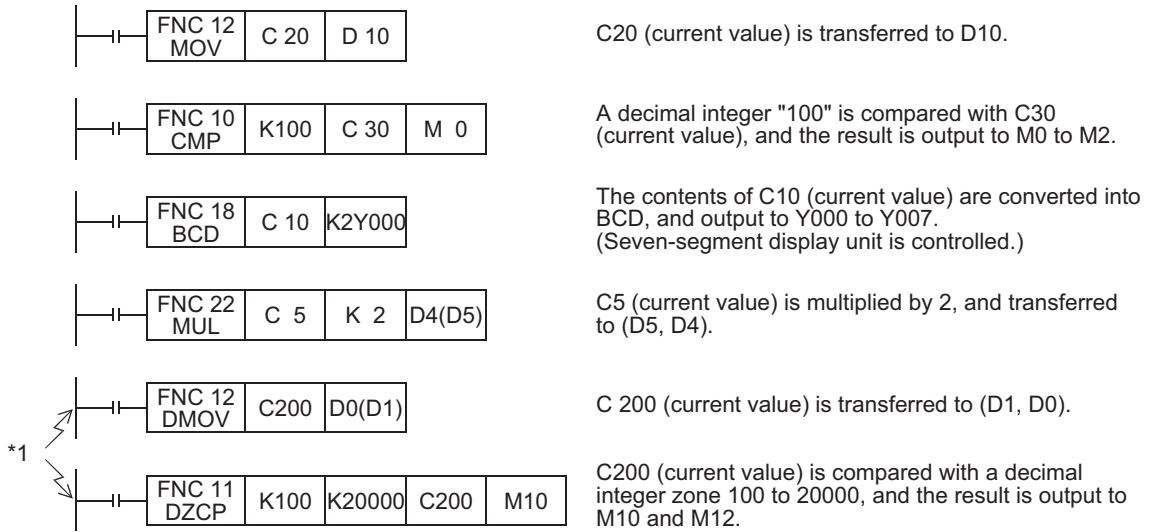 FNC 12
MOV
C 20
D 10
C20 (current value) is transferred to D10.
FNC 10
CMP
K100
C 30
M 0
A decimal integer "100" is compared with C30
(current value), and the result is output to M0 to M2.
FNC 18
BCD
C 10
K2Y000
The contents of C10 (current value) are converted into
BCD, and output to Y000 to Y007.
(Seven-segment display unit is controlled.)
FNC 22
MUL
C 5
K 2
D4(D5)
C5 (current value) is multiplied by 2, and transferred
to (D5, D4).
FNC 12
DMOV
C200
D0(D1)
C 200 (current value) is transferred to (D1, D0).
*1
FNC 11
DZCP
K100
K20000
C200
M10
C200 (current value) is compared with a decimal
integer zone 100 to 20000, and the result is output to
M10 and M12.